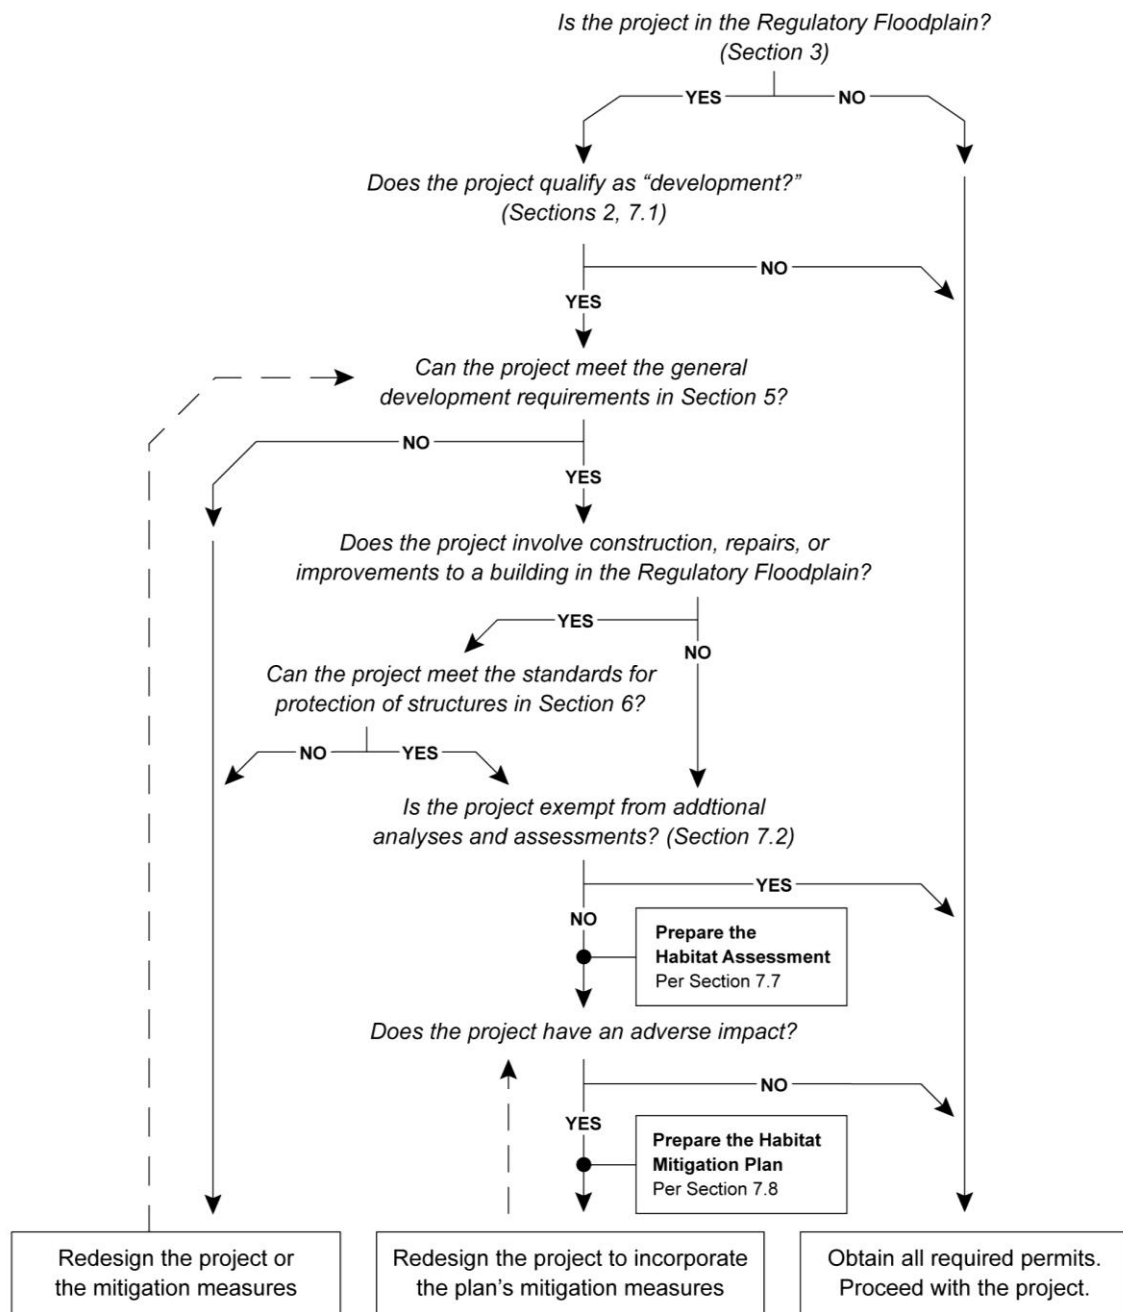 Is the project in the Regulatory Floodplain?
(Section 3)
YES
NO
Does the project qualify as “development?”
(Sections 2, 7.1)
NO
YES
Can the project meet the general
development requirements in Section 5?
NO
YES
Does the project involve construction, repairs, or
improvements to a building in the Regulatory Floodplain?
YES
NO
Can the project meet the standards for
protection of structures in Section 6?
NO
YES
Is the project exempt from addtional
analyses and assessments? (Section 7.2)
YES
NO
Prepare the
Habitat Assessment
Per Section 7.7
Does the project have an adverse impact?
NO
YES
Prepare the Habitat
Mitigation Plan
Per Section 7.8
Redesign the project or
the mitigation measures
Redesign the project to incorporate
the plan’s mitigation measures
Obtain all required permits.
Proceed with the project.